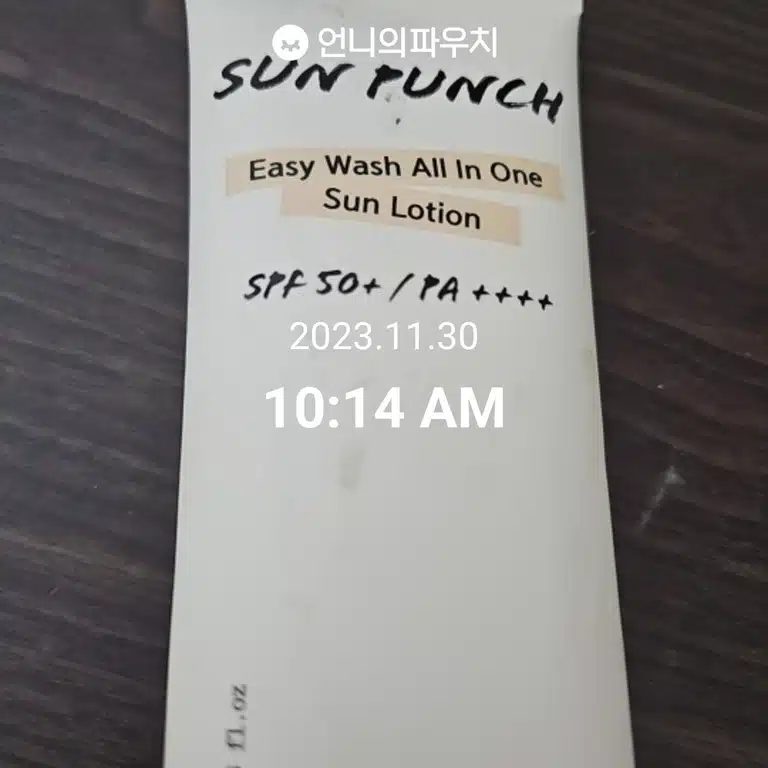 언니의파우치
SUN PUNCH
Easy Wash All In One
Sun Lotion
SPF 50+ / PA ++++
2023.11.30
10:14 AM
fl.oz